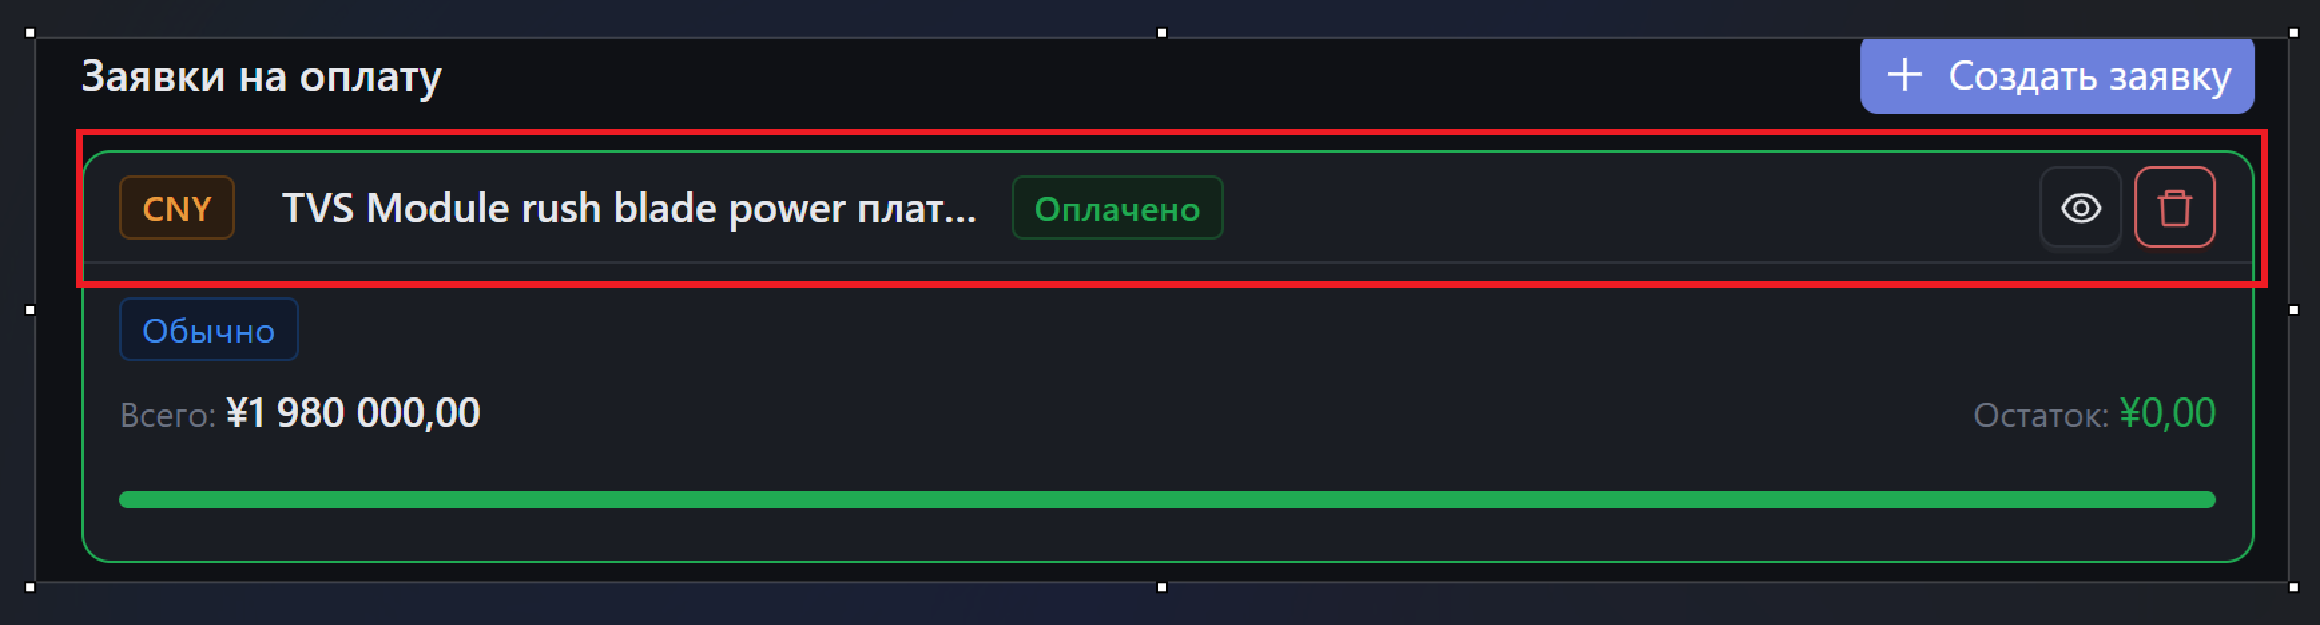 Заявки на оплату
+ Создать заявку
CNY TVS Module rush blade power плат... Оплачено
Обычно
Всего: ¥1 980 000,00 Остаток: ¥0,00